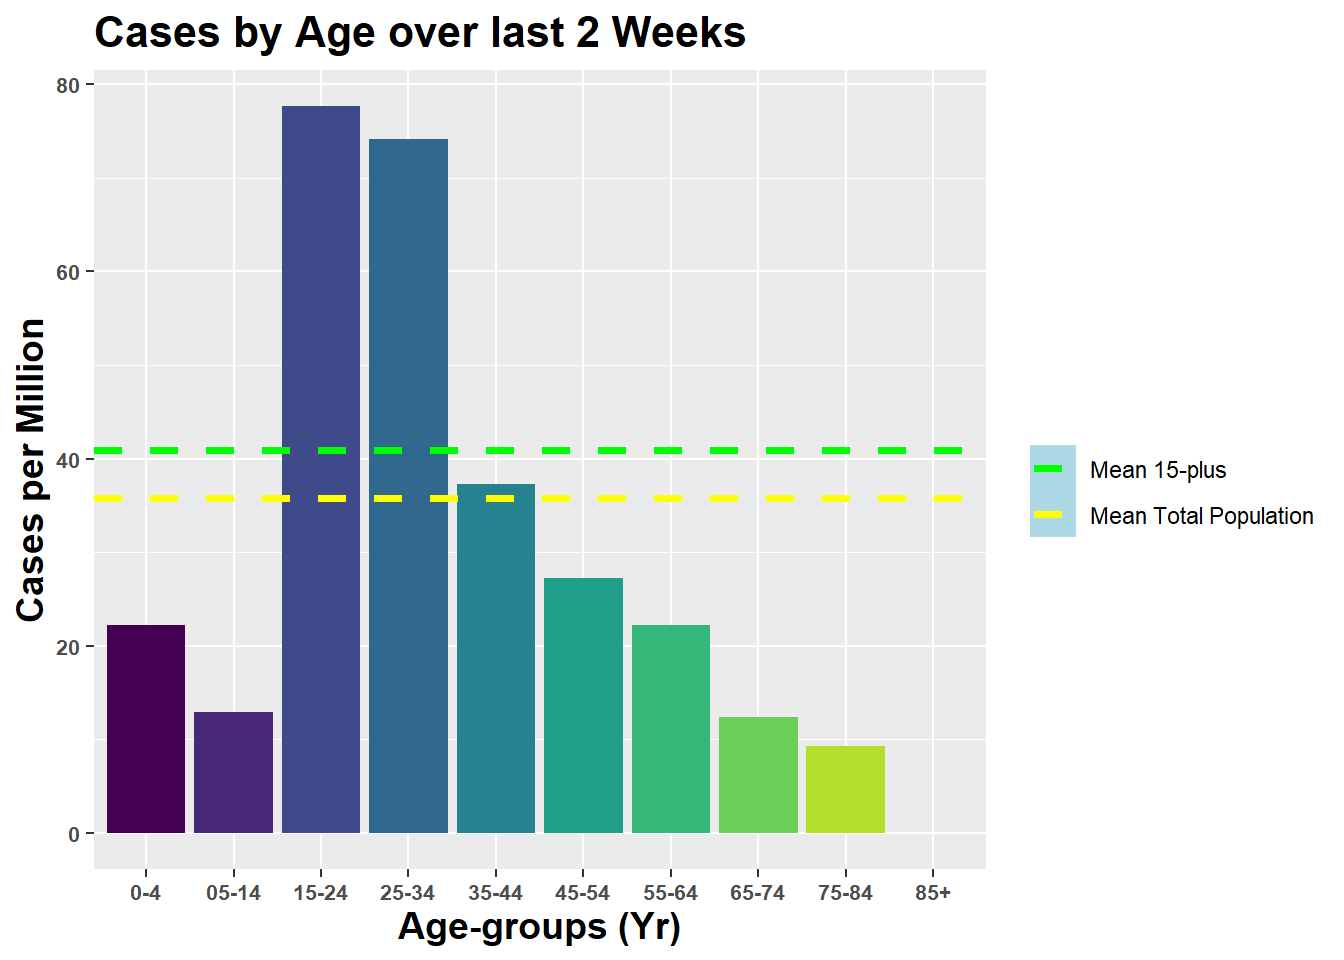 Cases by Age over last 2 Weeks
Cases per Million
80
60
40
20
0
0-4 05-14 15-24 25-34 35-44 45-54 55-64 65-74 75-84 85+
Age-groups (Yr)
Mean 15-plus
Mean Total Population